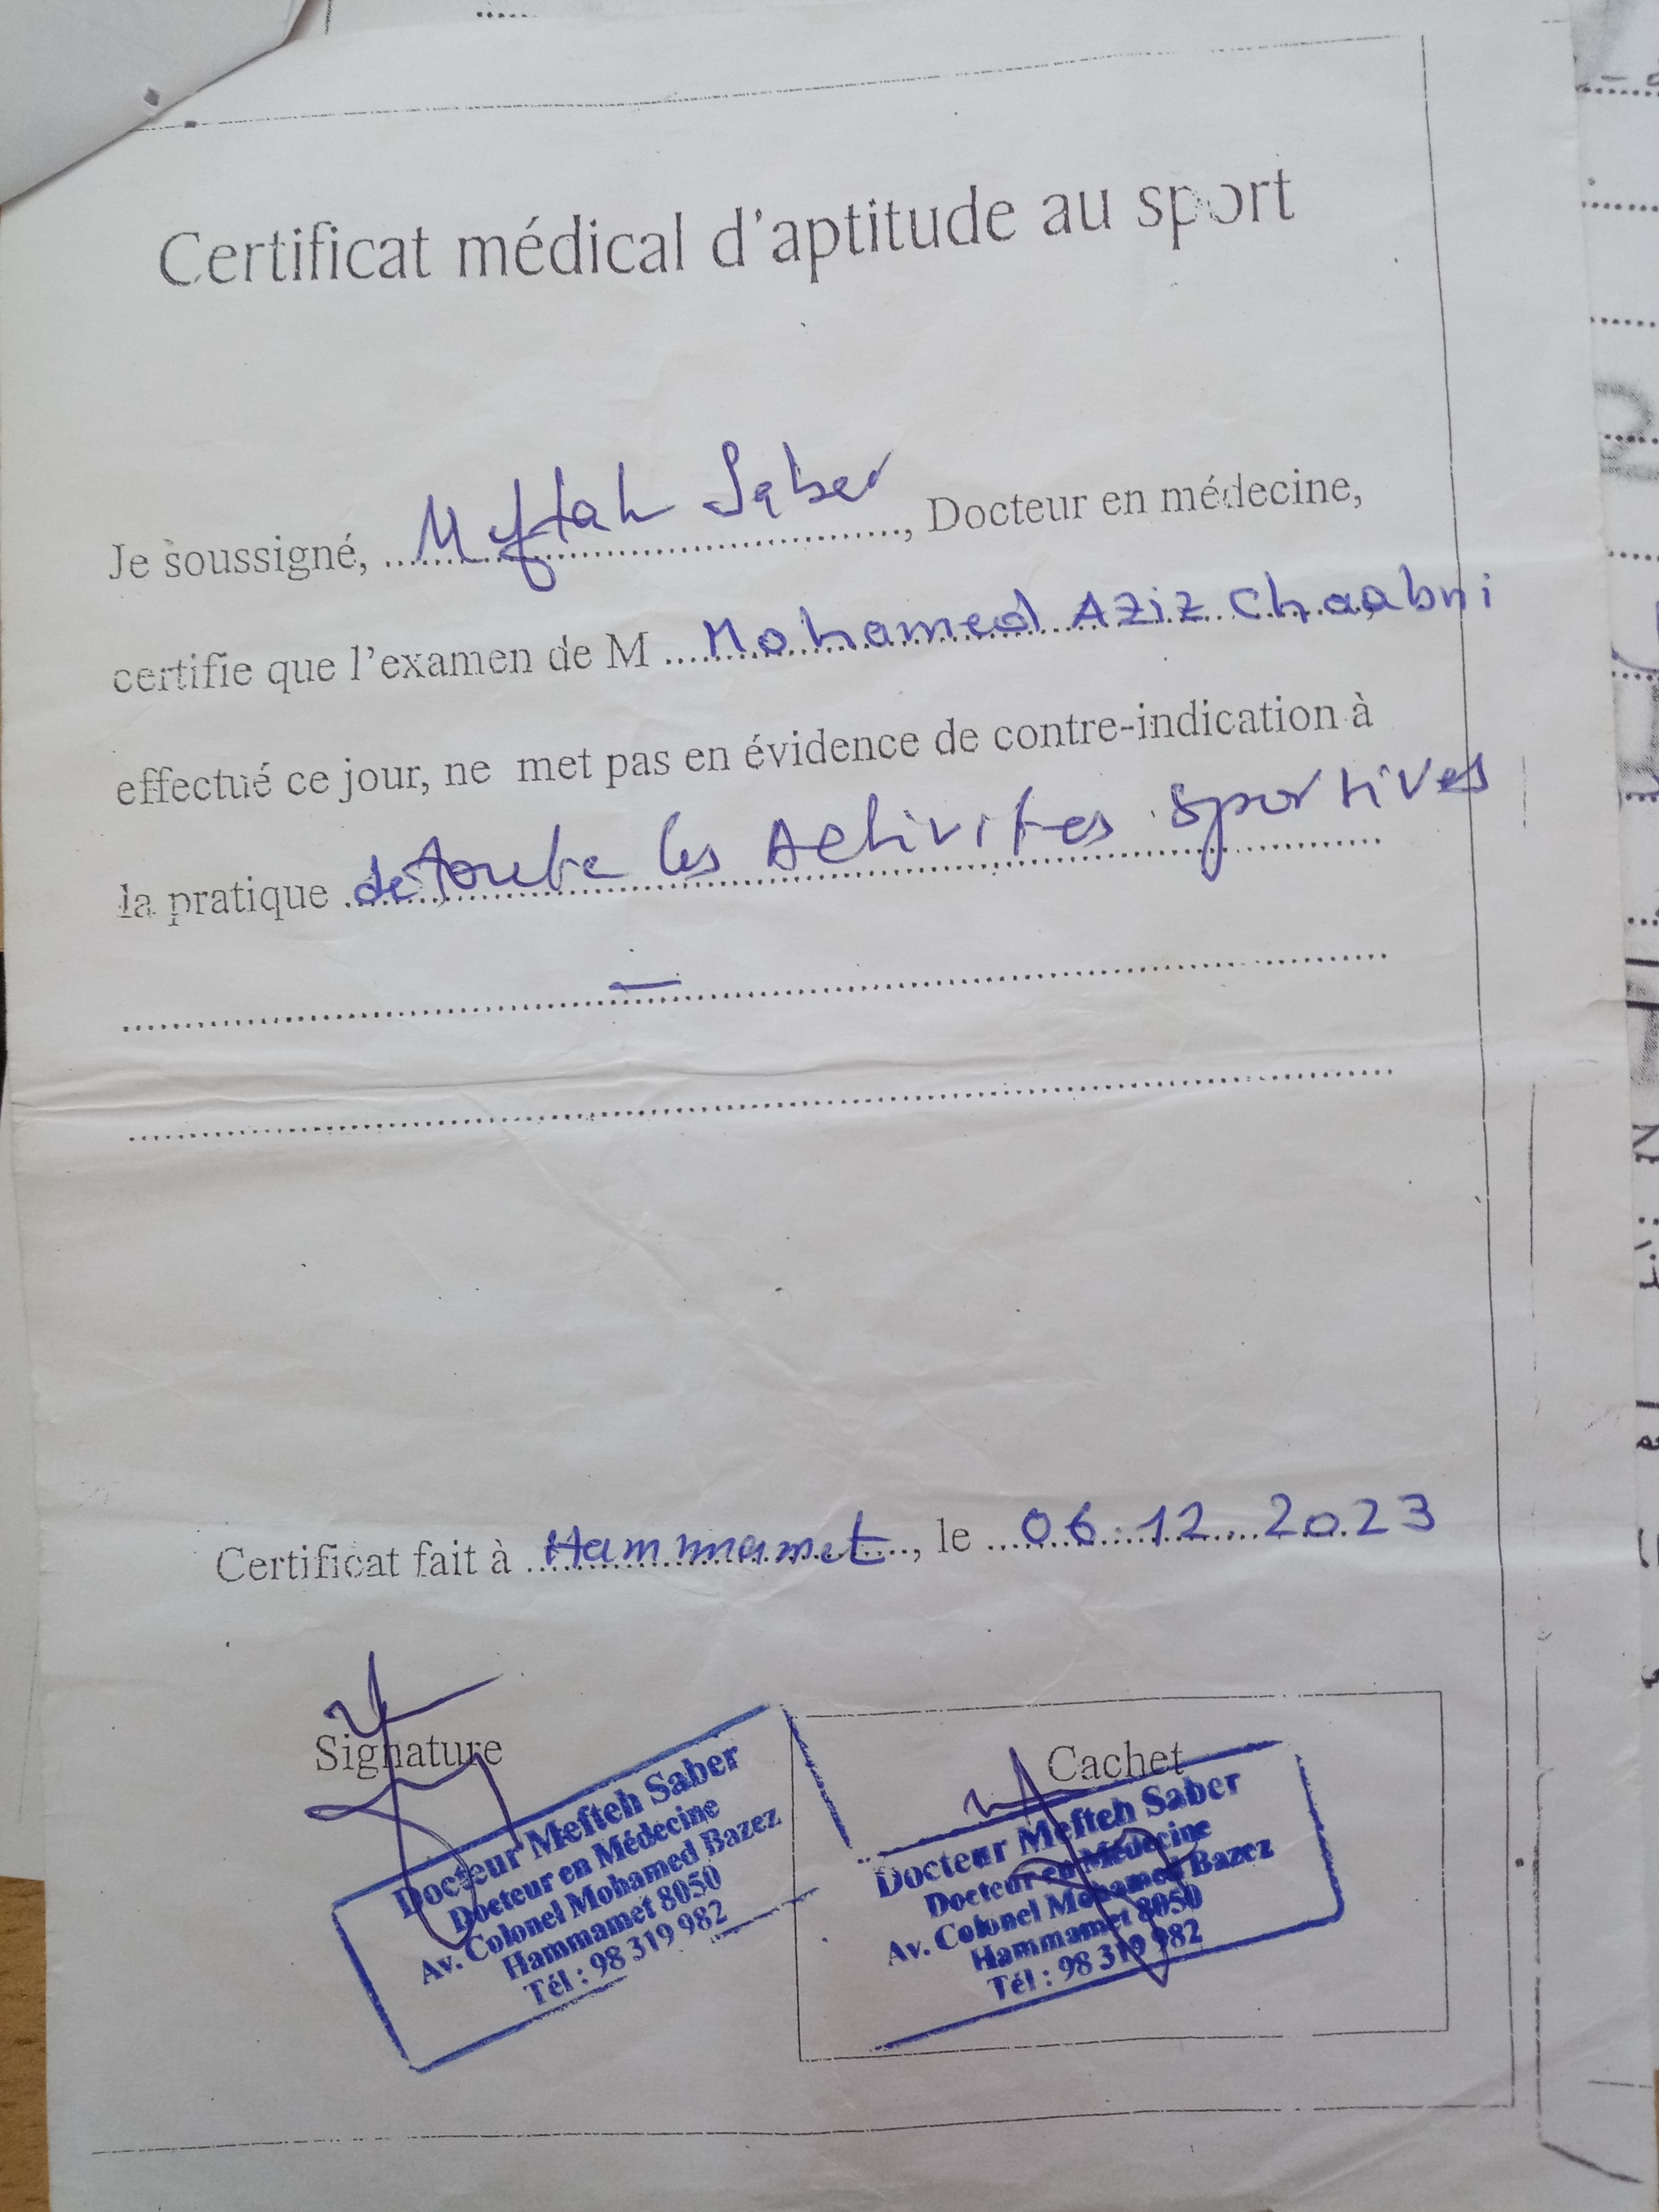 Certificat médical d'aptitude au sport
Je soussigné, Meftah Saber, Docteur en médecine,
certifie que l'examen de M Mohamed Aziz Chaabni
effectué ce jour, ne met pas en évidence de contre-indication à
la pratique de toute les Activites sportives
Certificat fait à Hammamet, le 06.12.2023
Signature
Docteur Mefteh Saber
Docteur en Médecine
Av. Colonel Mohamed Bazez
Hammamet 8050
Tél : 98 319 982
Cachet
Docteur Mefteh Saber
Docteur en Médecine
Av. Colonel Mohamed Bazez
Hammamet 8050
Tél : 98 319 982